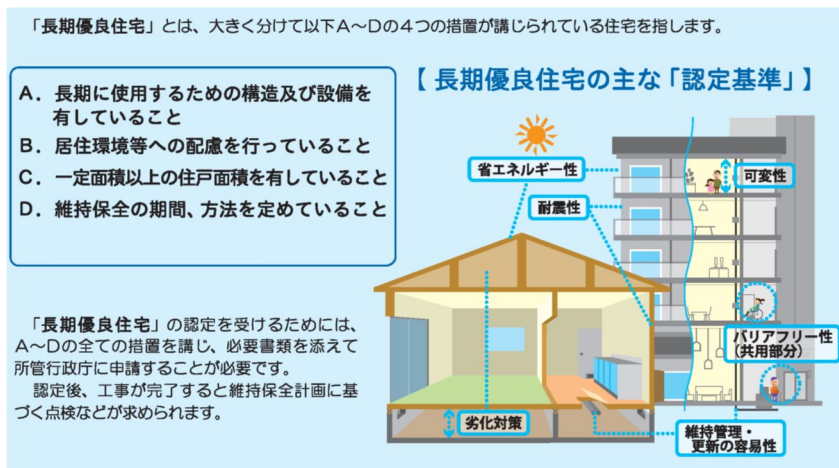 「長期優良住宅」とは、大きく分けて以下A～Dの4つの措置が講じられている住宅を指します。
A．長期に使用するための構造及び設備を
有していること
B．居住環境等への配慮を行っていること
C．一定面積以上の住戸面積を有していること
D．維持保全の期間、方法を定めていること
【長期優良住宅の主な「認定基準」】
省エネルギー性
可変性
耐震性
バリアフリー性
（共用部分）
劣化対策
維持管理・
更新の容易性
「長期優良住宅」の認定を受けるためには、
A～Dの全ての措置を講じ、必要書類を添えて
所管行政庁に申請することが必要です。
認定後、工事が完了すると維持保全計画に基
づく点検などが求められます。